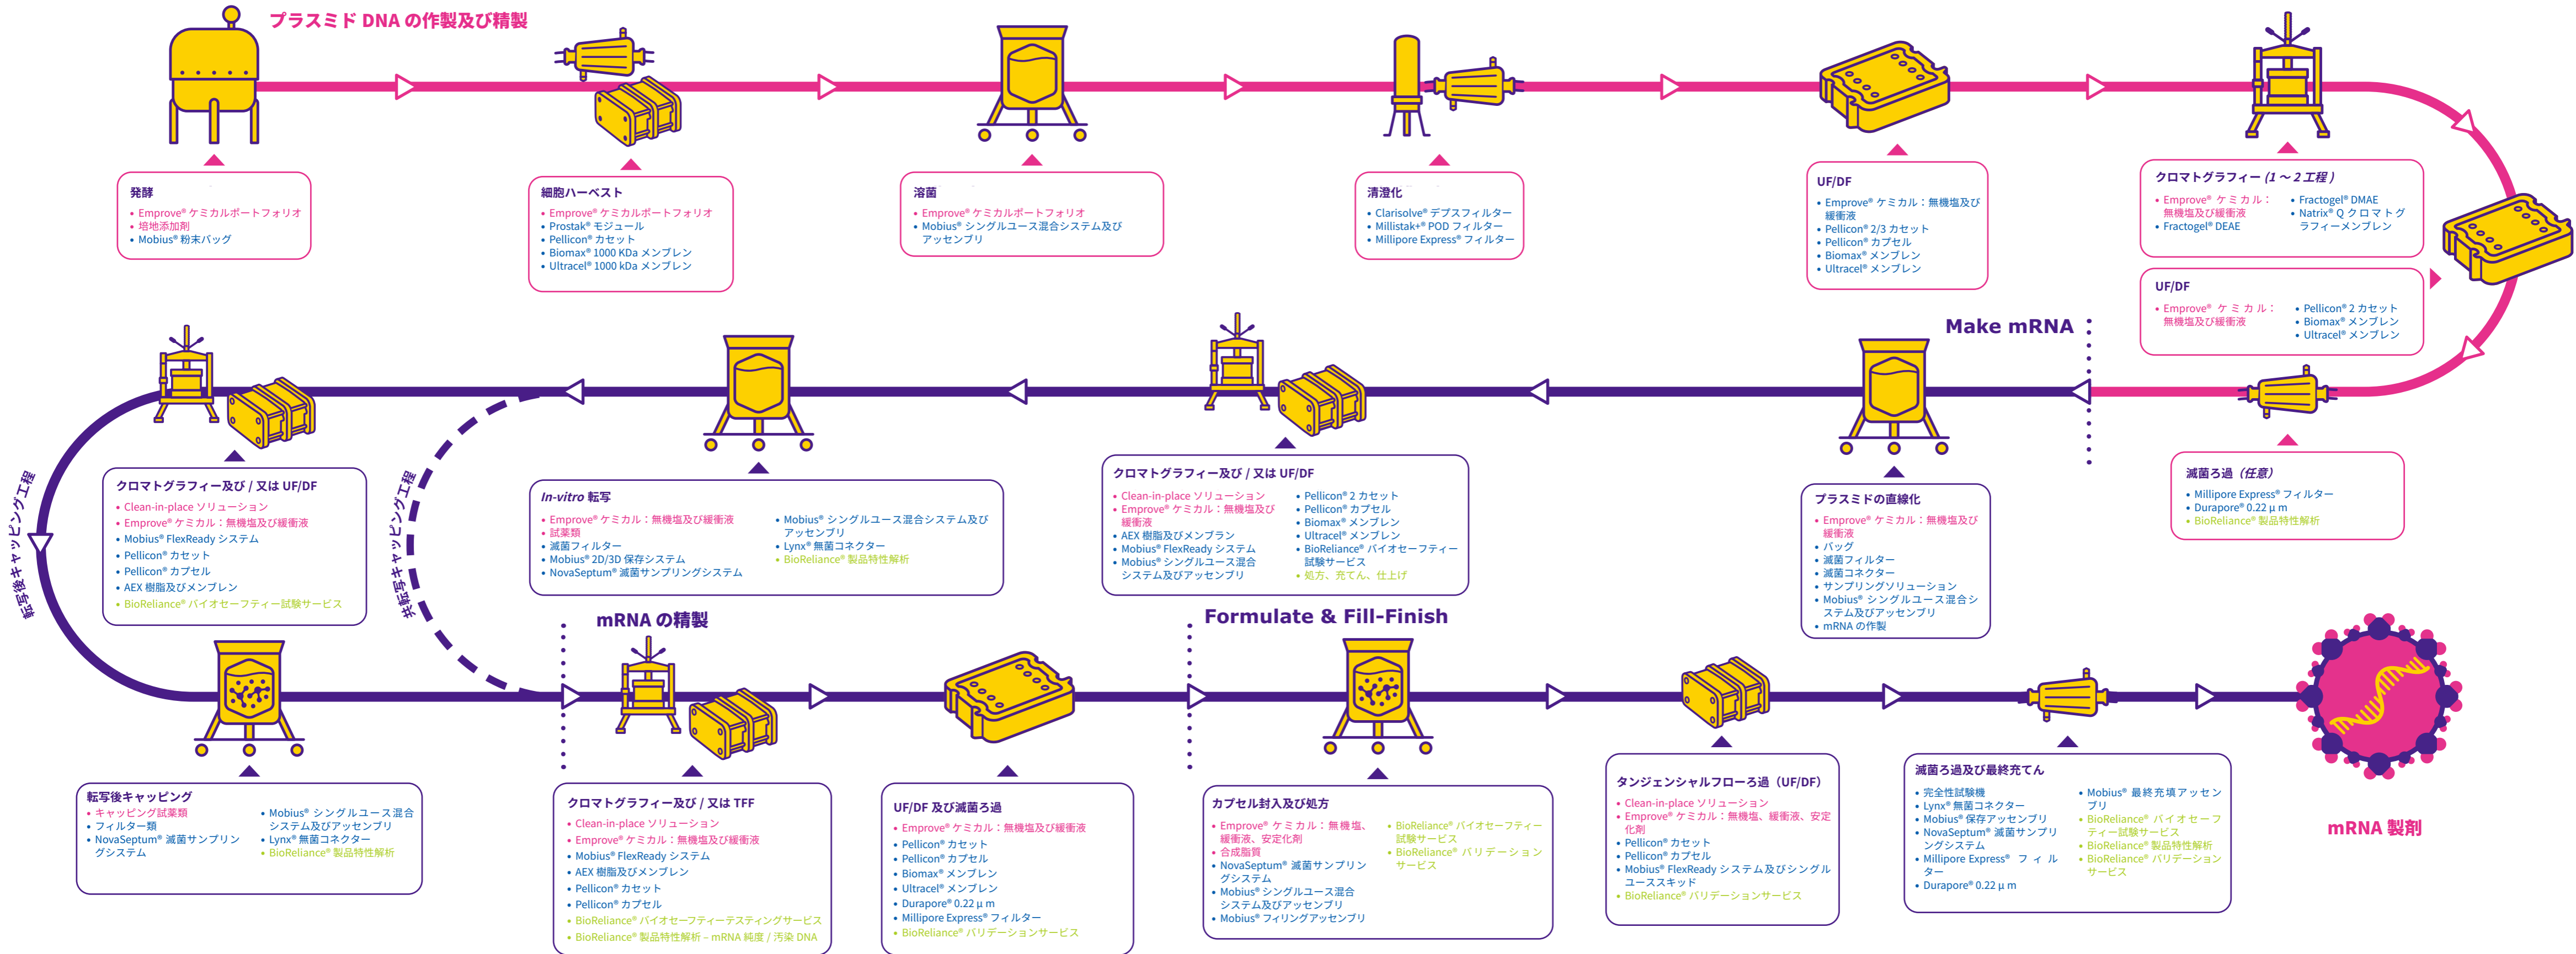 プラスミド DNA の作製及び精製
発酵
• Emprove® ケミカルポートフォリオ
• 培地添加剤
• Mobius® 粉末バッグ
細胞ハーベスト
• Emprove® ケミカルポートフォリオ
• Prostak® モジュール
• Pellicon® カセット
• Biomax® 1000 KDa メンブレン
• Ultracel® 1000 kDa メンブレン
溶菌
• Emprove® ケミカルポートフォリオ
• Mobius® シングルユース混合システム及び
アッセンブリ
清澄化
• Clarisolve® デプスフィルター
• Millistak+® POD フィルター
• Millipore Express® フィルター
UF/DF
• Emprove® ケミカル：無機塩及び
緩衝液
• Pellicon® 2/3 カセット
• Pellicon® カプセル
• Biomax® メンブレン
• Ultracel® メンブレン
クロマトグラフィー (1 ～ 2 工程 )
• Emprove® ケミカル：
無機塩及び緩衝液
• Fractogel® DEAE
• Fractogel® DMAE
• Natrix® Q クロマトグ
ラフィーメンブレン
UF/DF
• Emprove® ケミカル：
無機塩及び緩衝液
• Pellicon® 2 カセット
• Biomax® メンブレン
• Ultracel® メンブレン
滅菌ろ過（任意）
• Millipore Express® フィルター
• Durapore® 0.22 μ m
• BioReliance® 製品特性解析
Make mRNA
プラスミドの直線化
• Emprove® ケミカル：無機塩及び
緩衝液
• バッグ
• 滅菌フィルター
• 滅菌コネクター
• サンプリングソリューション
• Mobius® シングルユース混合シ
ステム及びアッセンブリ
• mRNA の作製
クロマトグラフィー及び / 又は UF/DF
• Clean-in-place ソリューション
• Emprove® ケミカル：無機塩及び
緩衝液
• AEX 樹脂及びメンブラン
• Mobius® FlexReady システム
• Mobius® シングルユース混合
システム及びアッセンブリ
• Pellicon® 2 カセット
• Pellicon® カプセル
• Biomax® メンブレン
• Ultracel® メンブレン
• BioReliance® バイオセーフティー
試験サービス
• 処方、充てん、仕上げ
In-vitro 転写
• Emprove® ケミカル：無機塩及び緩衝液
• 試薬類
• 滅菌フィルター
• Mobius® 2D/3D 保存システム
• NovaSeptum® 滅菌サンプリングシステム
• Mobius® シングルユース混合システム及び
アッセンブリ
• Lynx® 無菌コネクター
• BioReliance® 製品特性解析
クロマトグラフィー及び / 又は UF/DF
• Clean-in-place ソリューション
• Emprove® ケミカル：無機塩及び緩衝液
• Mobius® FlexReady システム
• Pellicon® カセット
• Pellicon® カプセル
• AEX 樹脂及びメンブレン
• BioReliance® バイオセーフティー試験サービス
転写後キャッピング工程
共転写キャッピング工程
転写後キャッピング
• キャッピング試薬類
• フィルター類
• NovaSeptum® 滅菌サンプリン
グシステム
• Mobius® シングルユース混合
システム及びアッセンブリ
• Lynx® 無菌コネクター
• BioReliance® 製品特性解析
mRNA の精製
クロマトグラフィー及び / 又は TFF
• Clean-in-place ソリューション
• Emprove® ケミカル：無機塩及び緩衝液
• Mobius® FlexReady システム
• AEX 樹脂及びメンブレン
• Pellicon® カセット
• Pellicon® カプセル
• BioReliance® バイオセーフティーテスティングサービス
• BioReliance® 製品特性解析 – mRNA 純度 / 汚染 DNA
UF/DF 及び滅菌ろ過
• Emprove® ケミカル：無機塩及び緩衝液
• Pellicon® カセット
• Pellicon® カプセル
• Biomax® メンブレン
• Ultracel® メンブレン
• Durapore® 0.22 μ m
• Millipore Express® フィルター
• BioReliance® バリデーションサービス
Formulate & Fill-Finish
カプセル封入及び処方
• Emprove® ケミカル：無機塩、
緩衝液、安定化剤
• 合成脂質
• NovaSeptum® 滅菌サンプリン
グシステム
• Mobius® シングルユース混合
システム及びアッセンブリ
• Mobius® フィリングアッセンブリ
• BioReliance® バイオセーフティー
試験サービス
• BioReliance® バリデーション
サービス
タンジェンシャルフローろ過（UF/DF）
• Clean-in-place ソリューション
• Emprove® ケミカル：無機塩、緩衝液、安定
化剤
• Pellicon® カセット
• Pellicon® カプセル
• Mobius® FlexReady システム及びシングル
ユーススキッド
• BioReliance® バリデーションサービス
滅菌ろ過及び最終充てん
• 完全性試験機
• Lynx® 無菌コネクター
• Mobius® 保存アッセンブリ
• NovaSeptum® 滅菌サンプリ
ングシステム
• Millipore Express® フィル
ター
• Durapore® 0.22 μ m
• Mobius® 最終充填アッセン
ブリ
• BioReliance® バイオセーフ
ティー試験サービス
• BioReliance® 製品特性解析
• BioReliance® バリデーション
サービス
mRNA 製剤